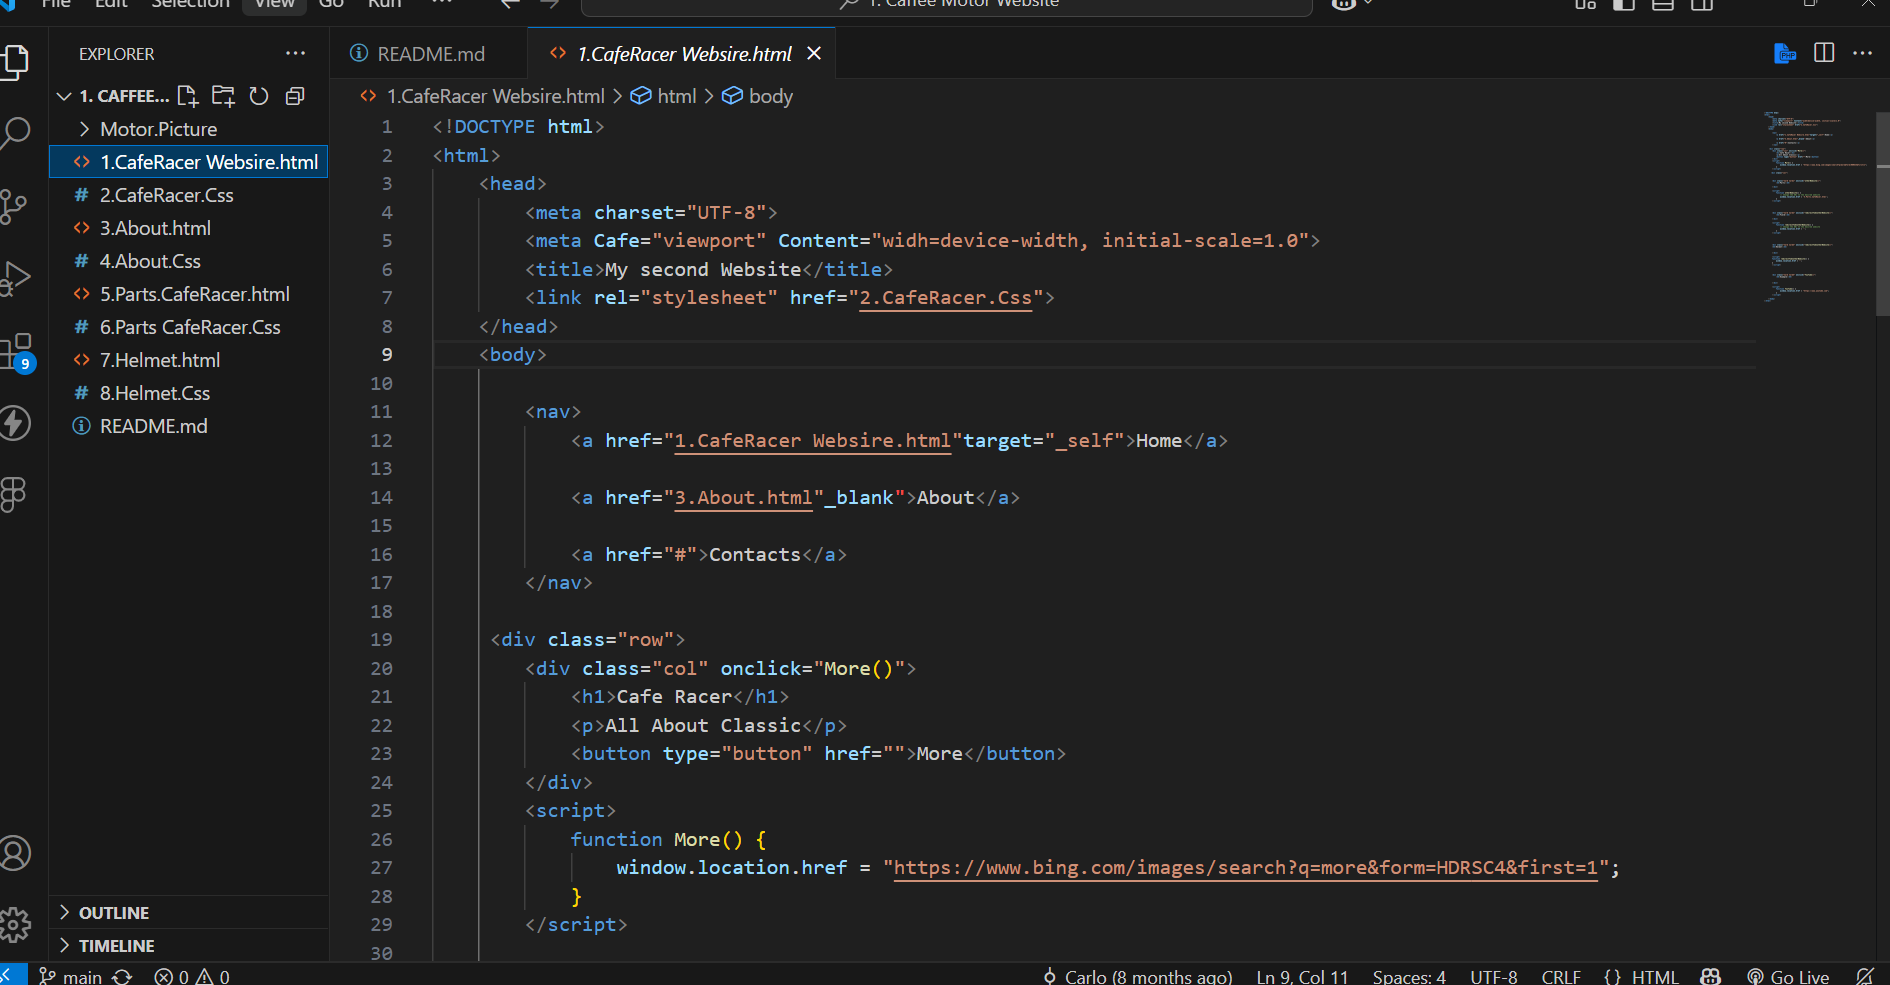 File Edit Selection View Go Run ··· 1. Caffee Motor Website
EXPLORER ···
1. CAFFEE...
Motor.Picture
1.CafeRacer Websire.html
2.CafeRacer.Css
3.About.html
4.About.Css
5.Parts.CafeRacer.html
6.Parts CafeRacer.Css
7.Helmet.html
8.Helmet.Css
README.md
9
OUTLINE
TIMELINE
README.md 1.CafeRacer Websire.html
1.CafeRacer Websire.html > html > body
1 <!DOCTYPE html>
2 <html>
3 <head>
4 <meta charset="UTF-8">
5 <meta Cafe="viewport" Content="widh=device-width, initial-scale=1.0">
6 <title>My second Website</title>
7 <link rel="stylesheet" href="2.CafeRacer.Css">
8 </head>
9 <body>
10
11 <nav>
12 <a href="1.CafeRacer Websire.html"target="_self">Home</a>
13
14 <a href="3.About.html"_blank">About</a>
15
16 <a href="#">Contacts</a>
17 </nav>
18
19 <div class="row">
20 <div class="col" onclick="More()">
21 <h1>Cafe Racer</h1>
22 <p>All About Classic</p>
23 <button type="button" href="">More</button>
24 </div>
25 <script>
26 function More() {
27 window.location.href = "https://www.bing.com/images/search?q=more&form=HDRSC4&first=1";
28 }
29 </script>
30
main 0 0 Carlo (8 months ago) Ln 9, Col 11 Spaces: 4 UTF-8 CRLF {} HTML Go Live